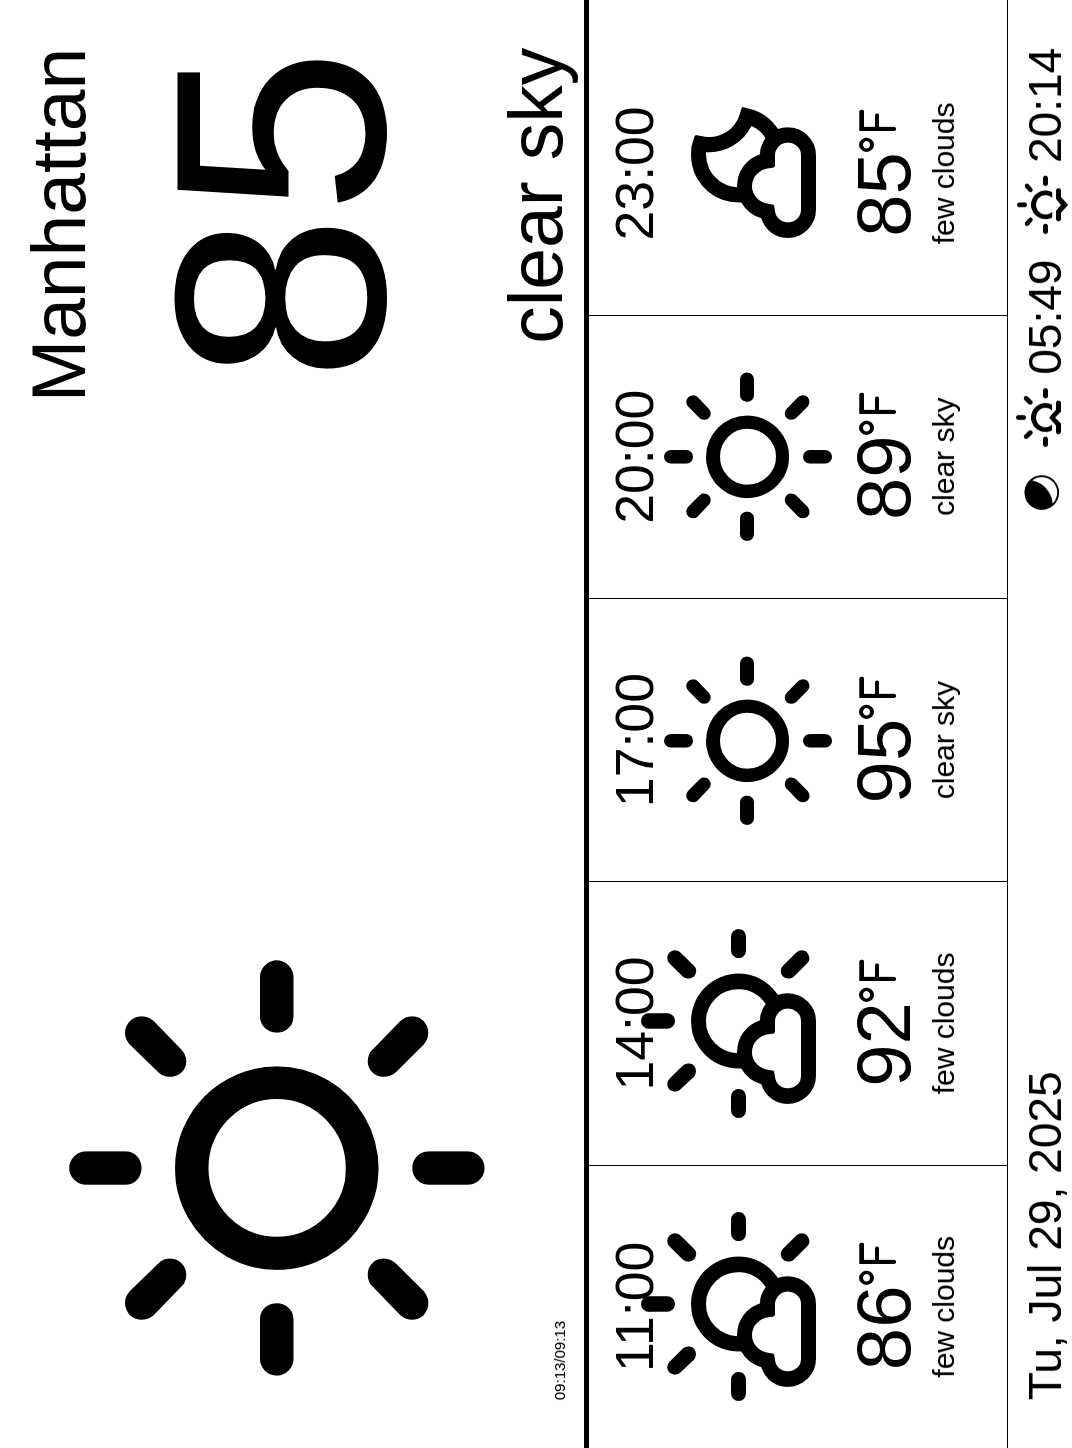 Manhattan
85
clear sky
09:13/09:13
11:00 14:00 17:00 20:00 23:00
86°F 92°F 95°F 89°F 85°F
few clouds few clouds clear sky clear sky few clouds
Tu, Jul 29, 2025 05:49 20:14